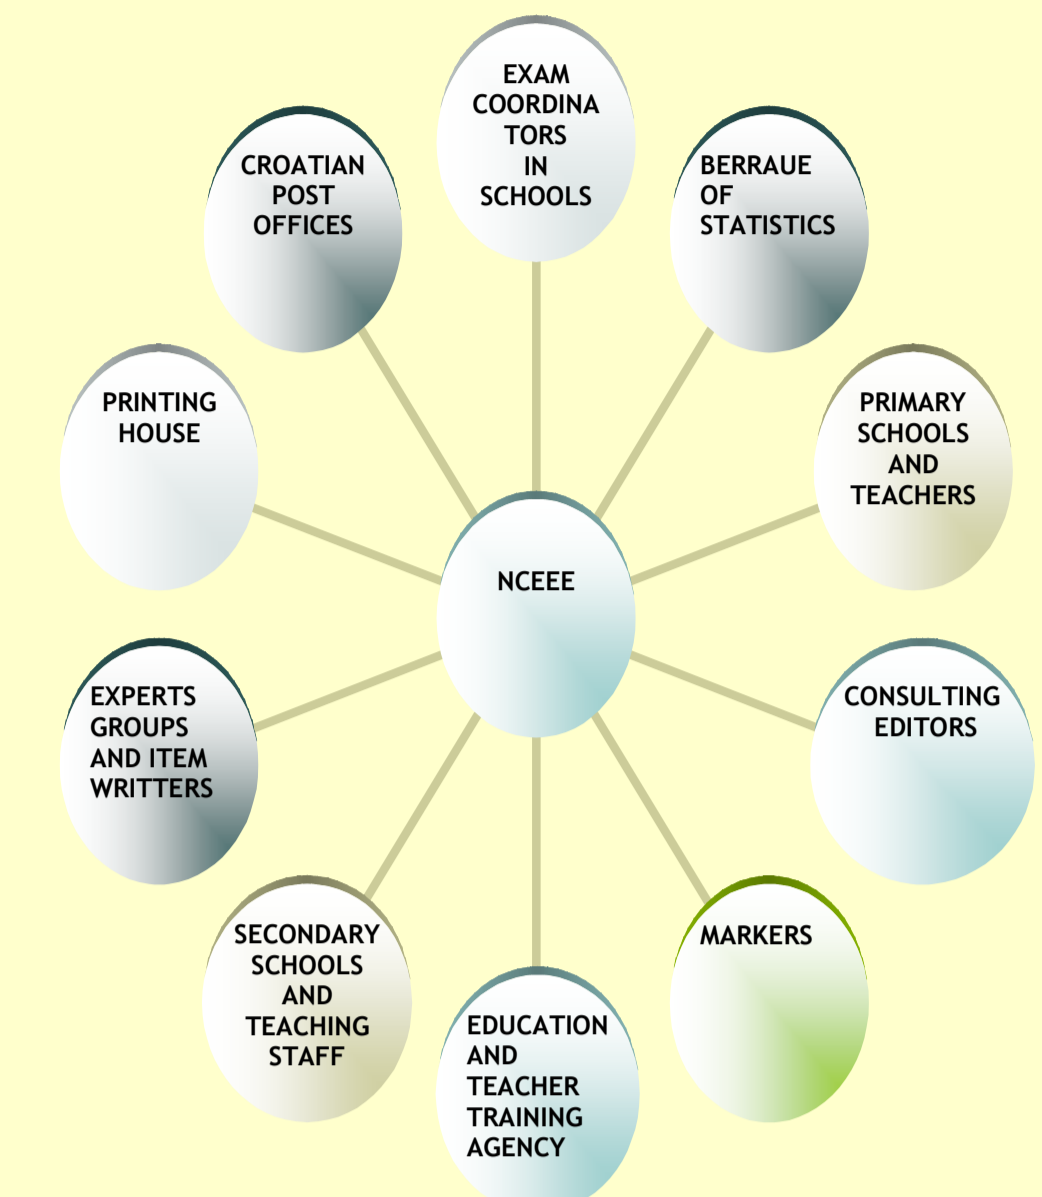 EXAM
COORDINA
TORS
IN
SCHOOLS
BERRAUE
OF
STATISTICS
PRIMARY
SCHOOLS
AND
TEACHERS
CONSULTING
EDITORS
MARKERS
EDUCATION
AND
TEACHER
TRAINING
AGENCY
SECONDARY
SCHOOLS
AND
TEACHING
STAFF
EXPERTS
GROUPS
AND ITEM
WRITTERS
PRINTING
HOUSE
CROATIAN
POST
OFFICES
NCEEE